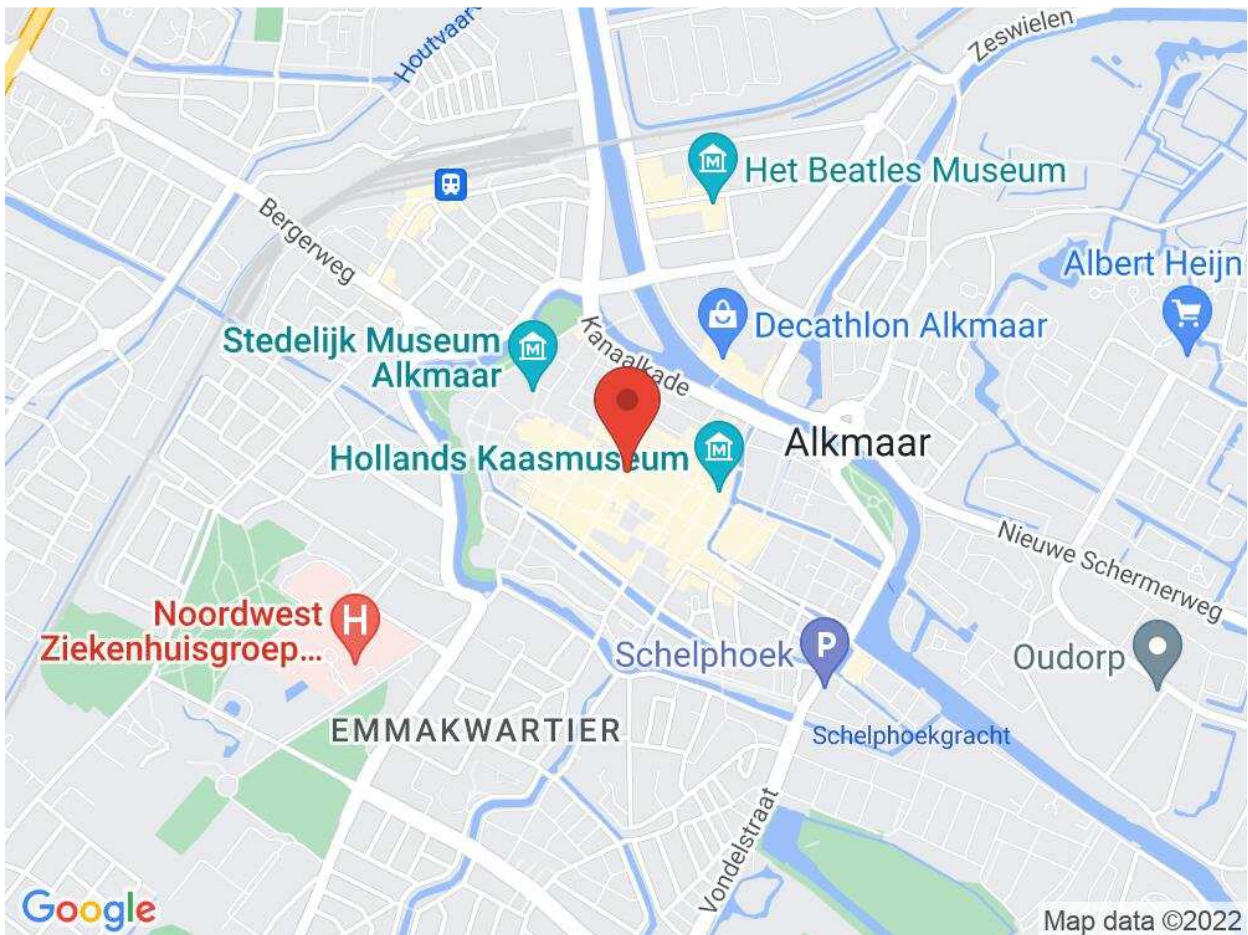 Houtvaar
Zeswielen
Het Beatles Museum
Bergerweg
Albert Heijn
Stedelijk Museum
Alkmaar
Kanaalkade
Decathlon Alkmaar
Alkmaar
Hollands Kaasmuseum
Nieuwe Schermerweg
Noordwest
Ziekenhuisgroep...
H
Schelphoek
P
Oudorp
EMMAKWARTIER
Schelphoekgracht
Vondelstraat
Google
Map data ©2022